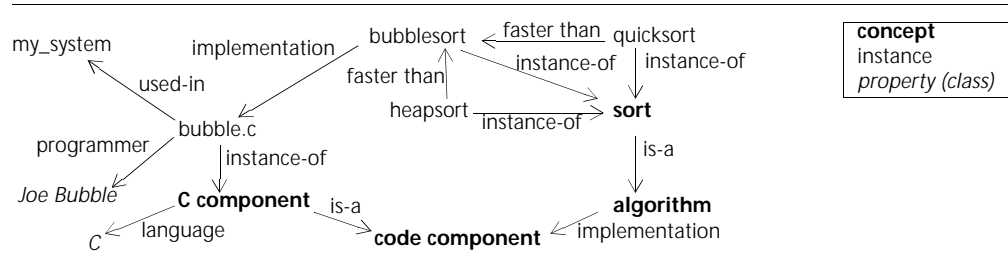 my_system
implementation
bubblesort
faster than
quicksort
concept
instance
property (class)
used-in
faster than
instance-of
instance-of
heapsort
instance-of
sort
bubble.c
programmer
instance-of
is-a
Joe Bubble
C component
is-a
algorithm
C
language
code component
implementation